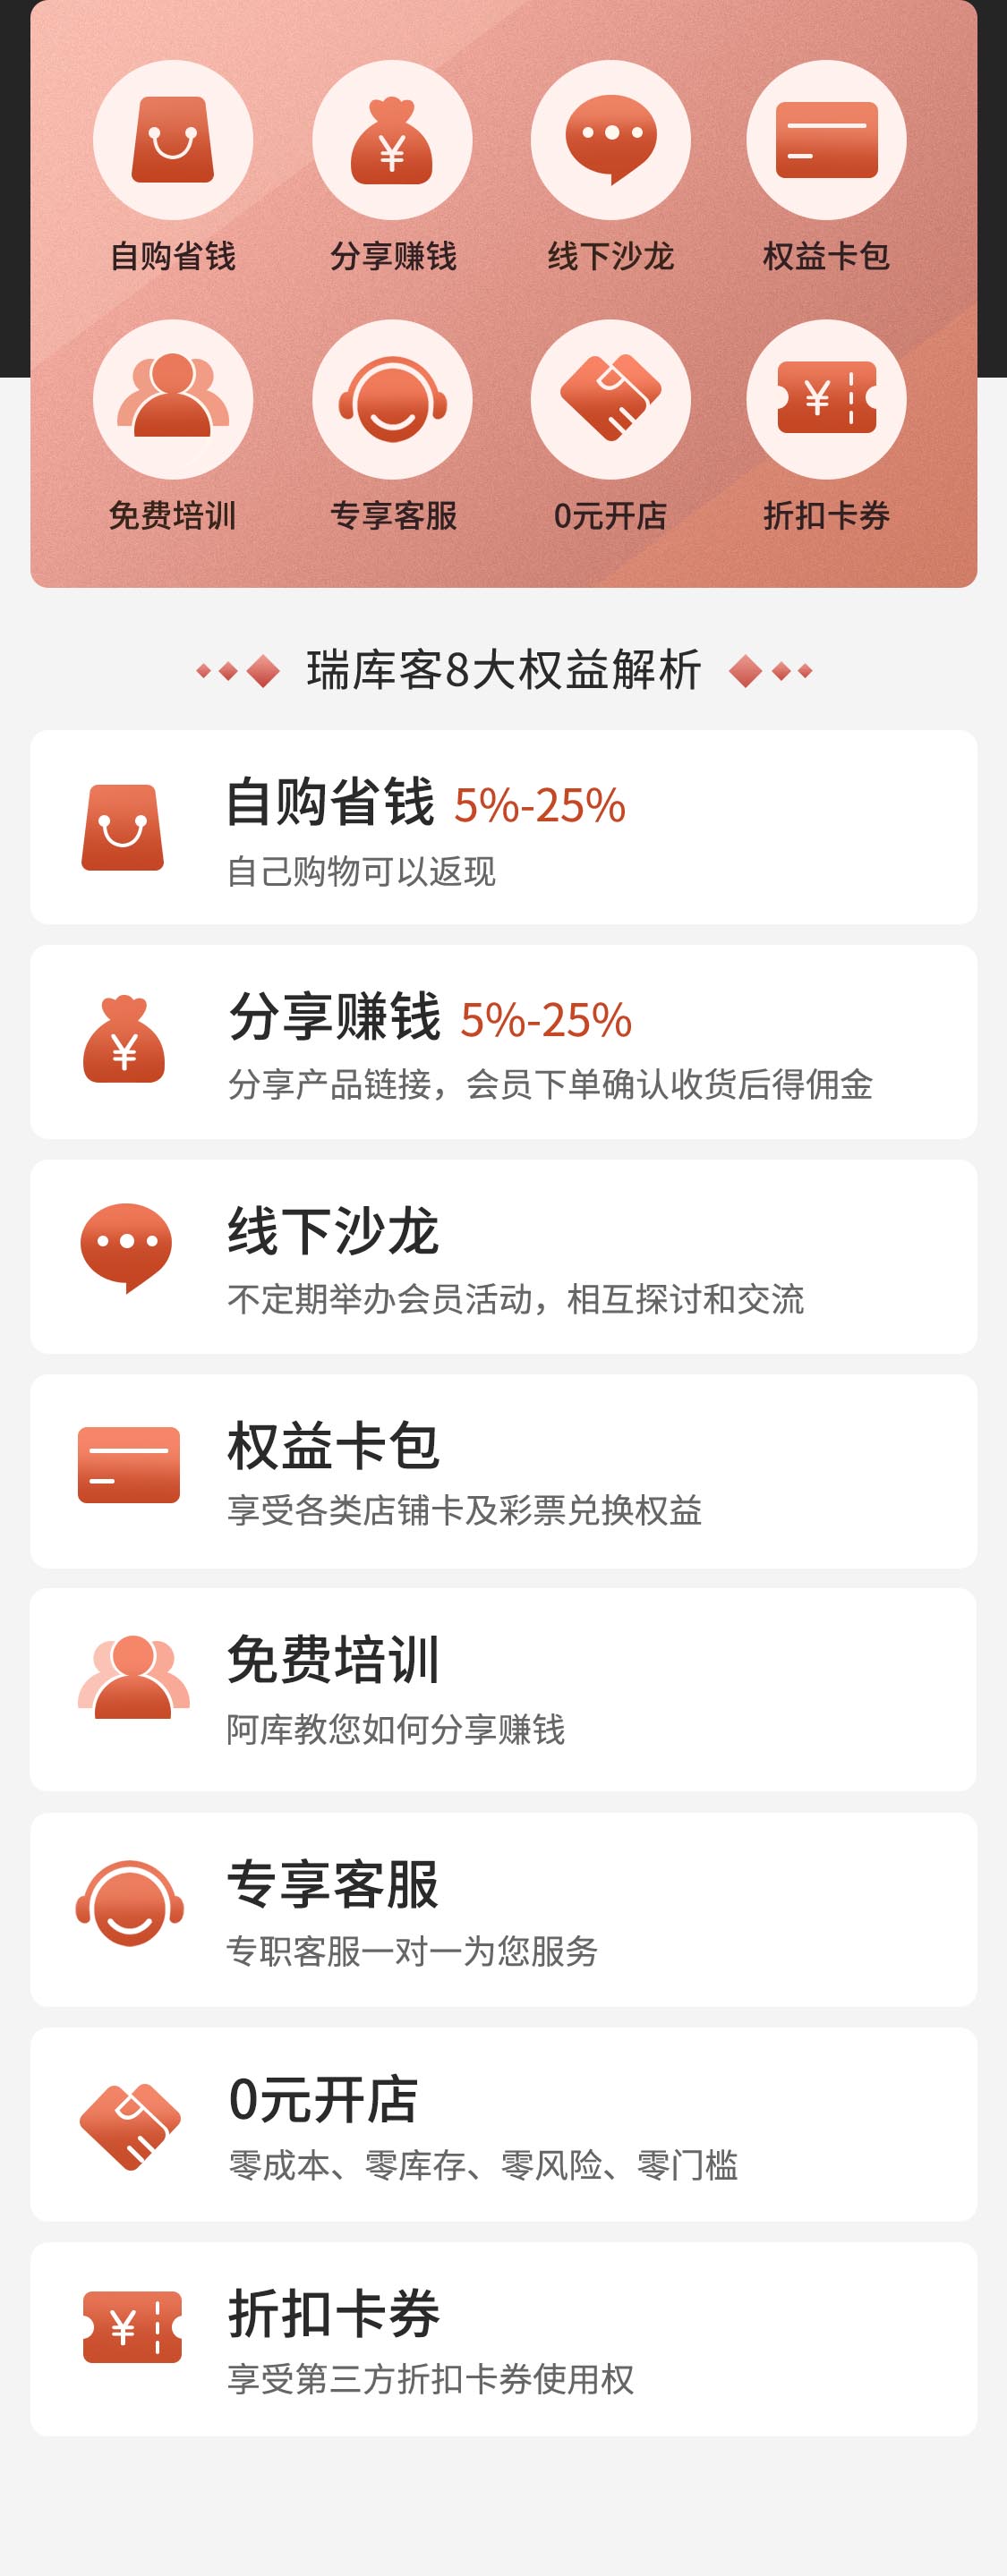 自购省钱 分享赚钱 线下沙龙 权益卡包
免费培训 专享客服 0元开店 折扣卡券
瑞库客8大权益解析
自购省钱 5%-25%
自己购物可以返现
¥
分享赚钱 5%-25%
分享产品链接，会员下单确认收货后得佣金
线下沙龙
不定期举办会员活动，相互探讨和交流
权益卡包
享受各类店铺卡及彩票兑换权益
免费培训
阿库教您如何分享赚钱
专享客服
专职客服一对一为您服务
0元开店
零成本、零库存、零风险、零门槛
¥
折扣卡券
享受第三方折扣卡券使用权